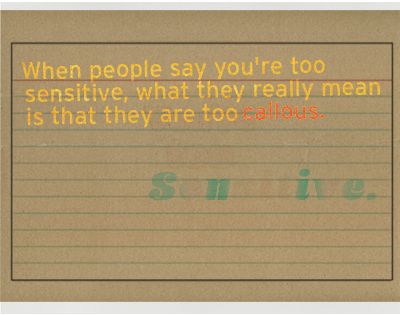 When people say you're too
sensitive, what they really mean
is that they are too callous.